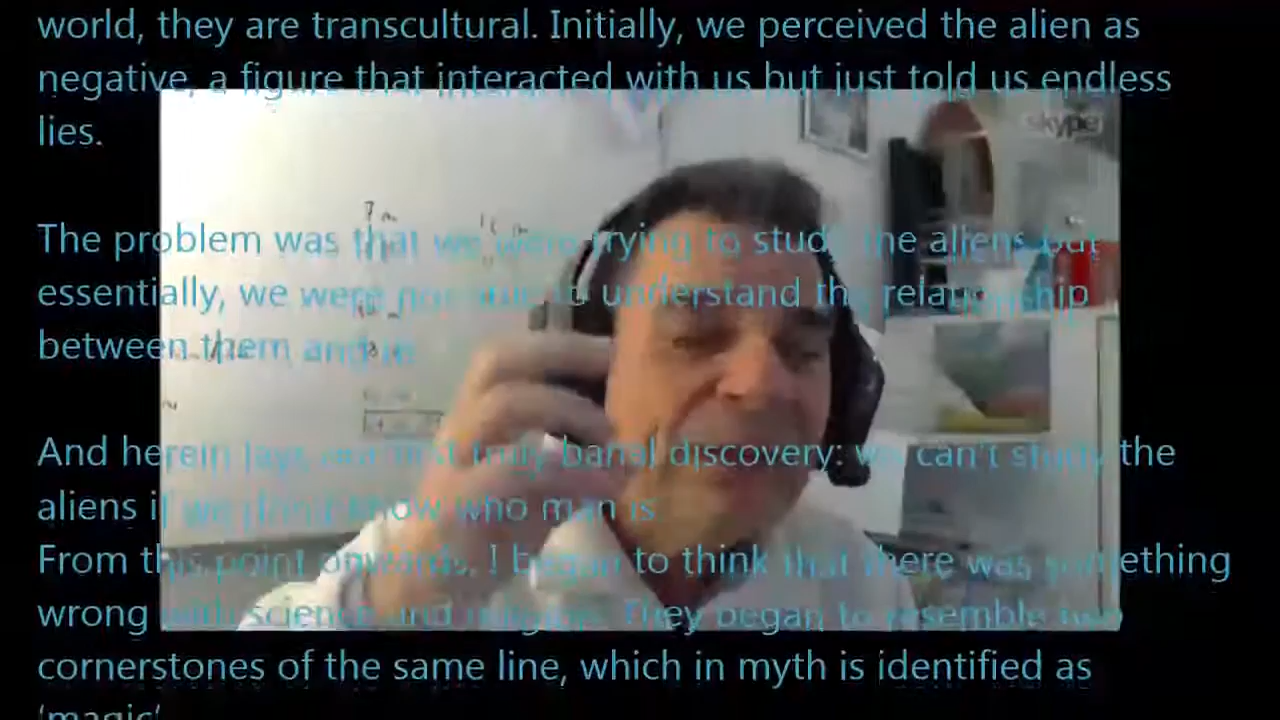 world, they are transcultural. Initially, we perceived the alien as
negative, a figure that interacted with us but just told us endless
lies.
skype
The problem was that we were trying to study the aliens but
essentially, we were not able to understand the relationship
between them and
And herein lays our first truly banal discovery: we can't study the
aliens if we don't know who man is
From this point onwards, I began to think that there was something
wrong with science and religion. They began to resemble two
cornerstones of the same line, which in myth is identified as
'magic'